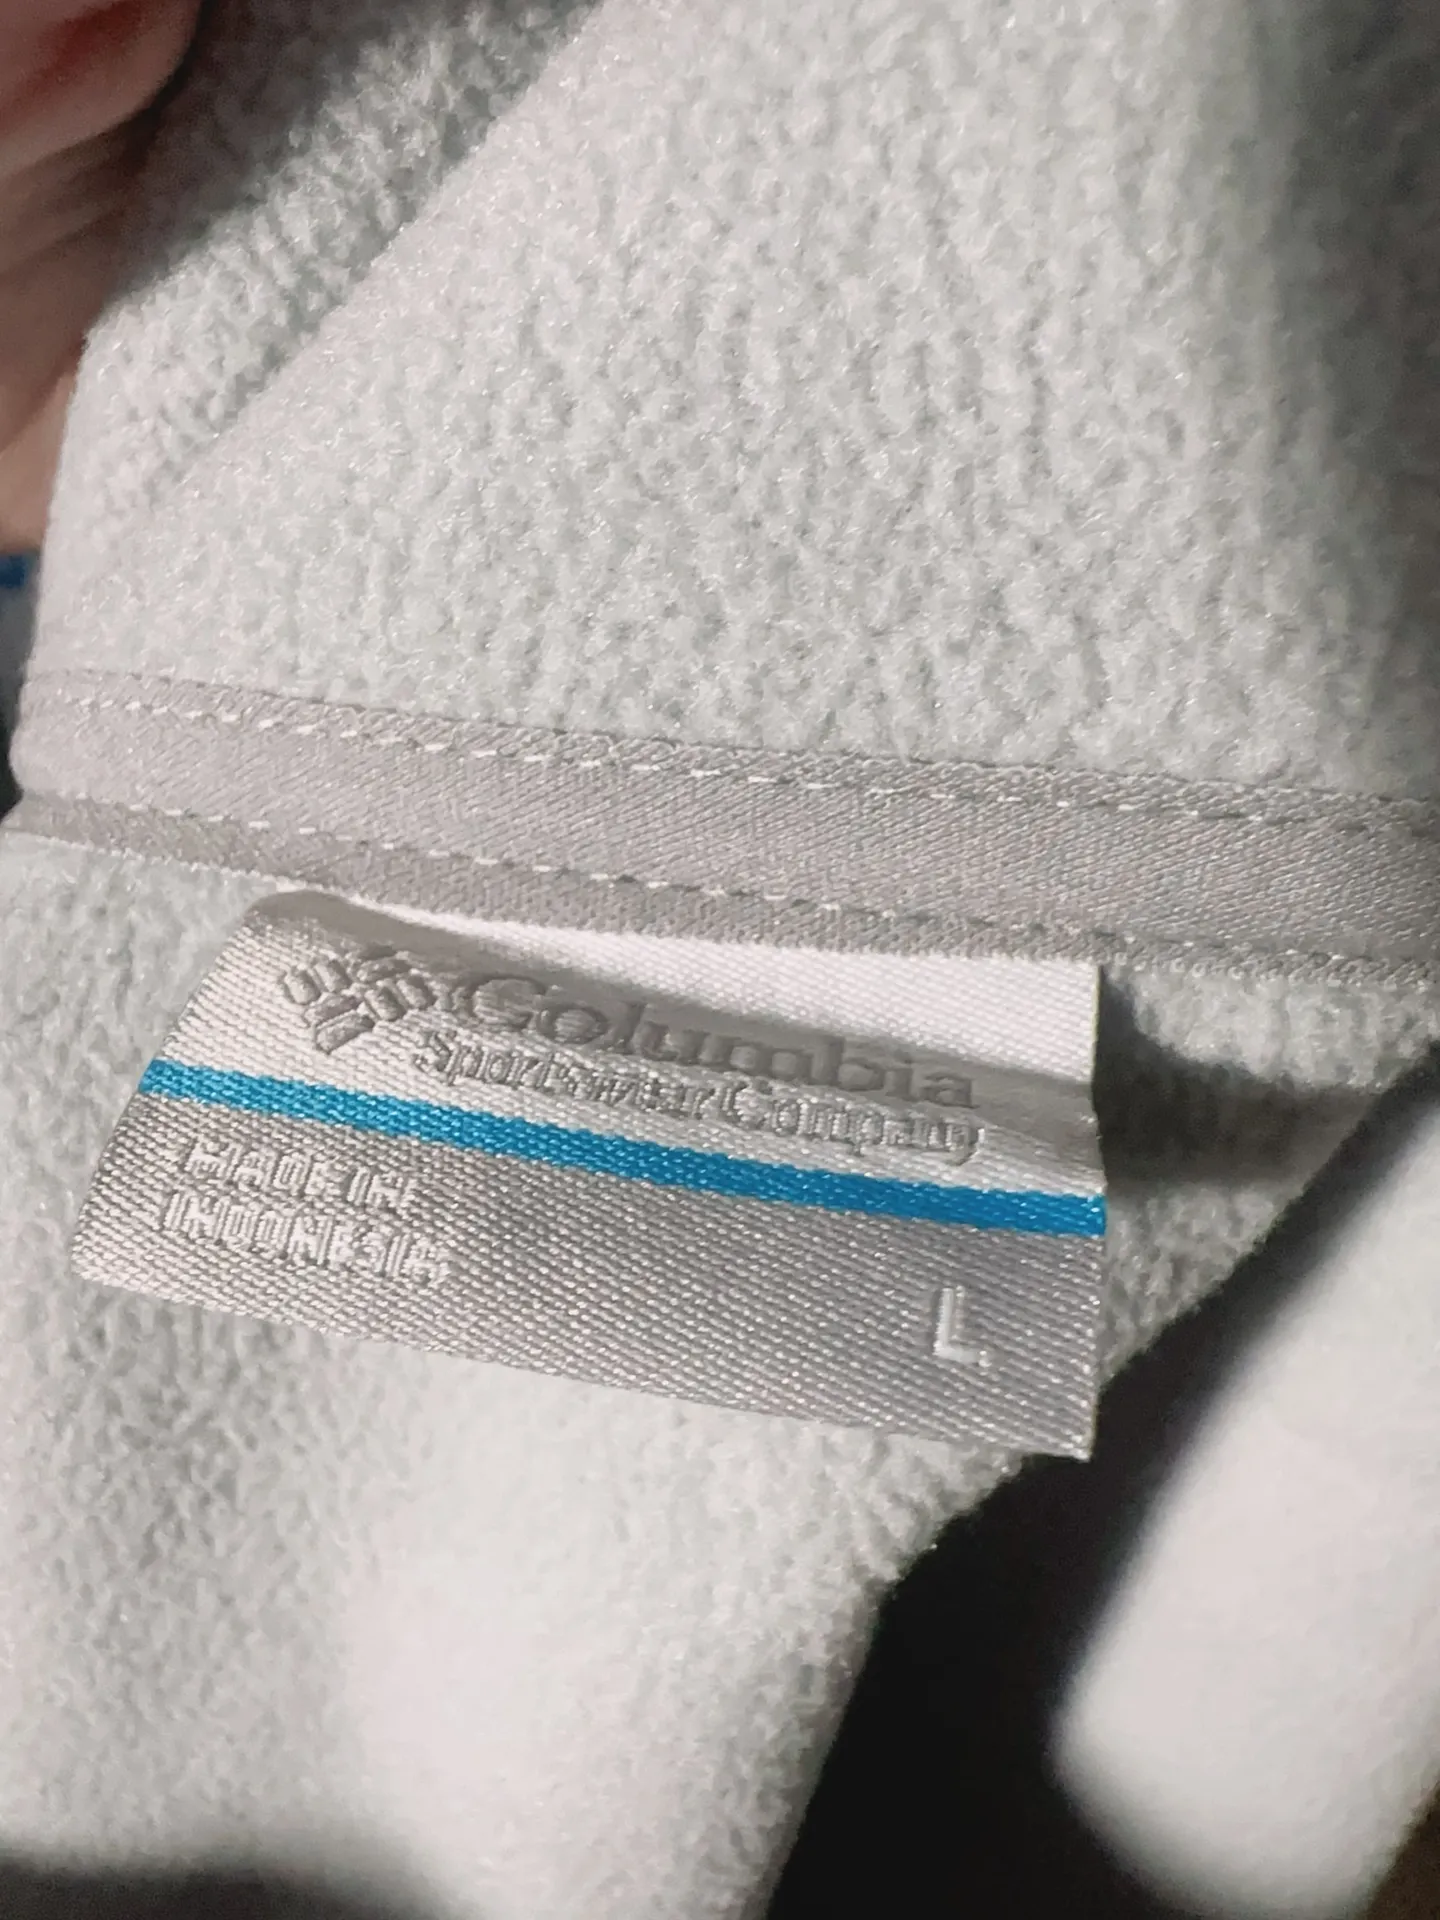 Columbia
Sportswear Company
MADE IN
INDONESIA
L